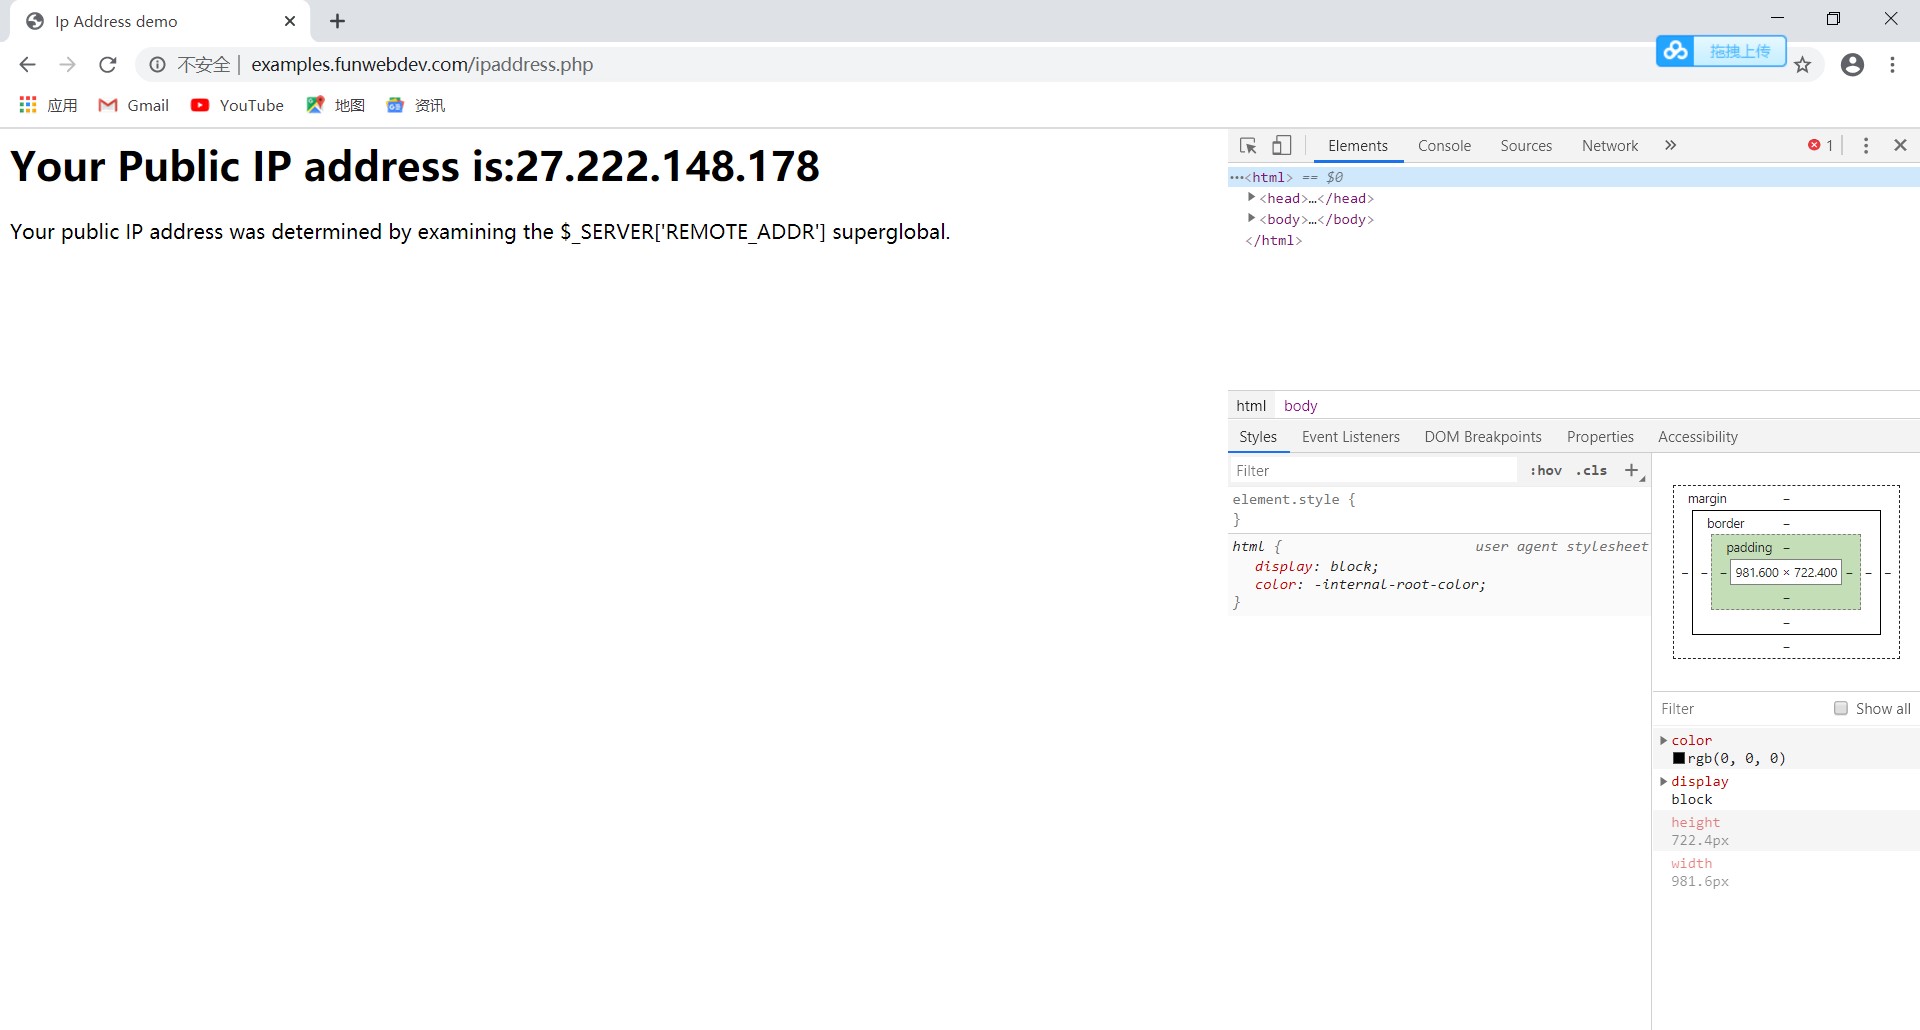 Ip Address demo
不安全 | examples.funwebdev.com/ipaddress.php
拖拽上传
应用 Gmail YouTube 地图 资讯
Your Public IP address is:27.222.148.178
Your public IP address was determined by examining the $_SERVER['REMOTE_ADDR'] superglobal.
Elements Console Sources Network » 1
…<html> == $0
<head>…</head>
<body>…</body>
</html>
html body
Styles Event Listeners DOM Breakpoints Properties Accessibility
Filter :hov .cls +
element.style {
}
html { user agent stylesheet
display: block;
color: -internal-root-color;
}
margin –
border –
padding –
– – – 981.600 × 722.400 – – –
–
–
–
Filter Show all
color
rgb(0, 0, 0)
display
block
height
722.4px
width
981.6px